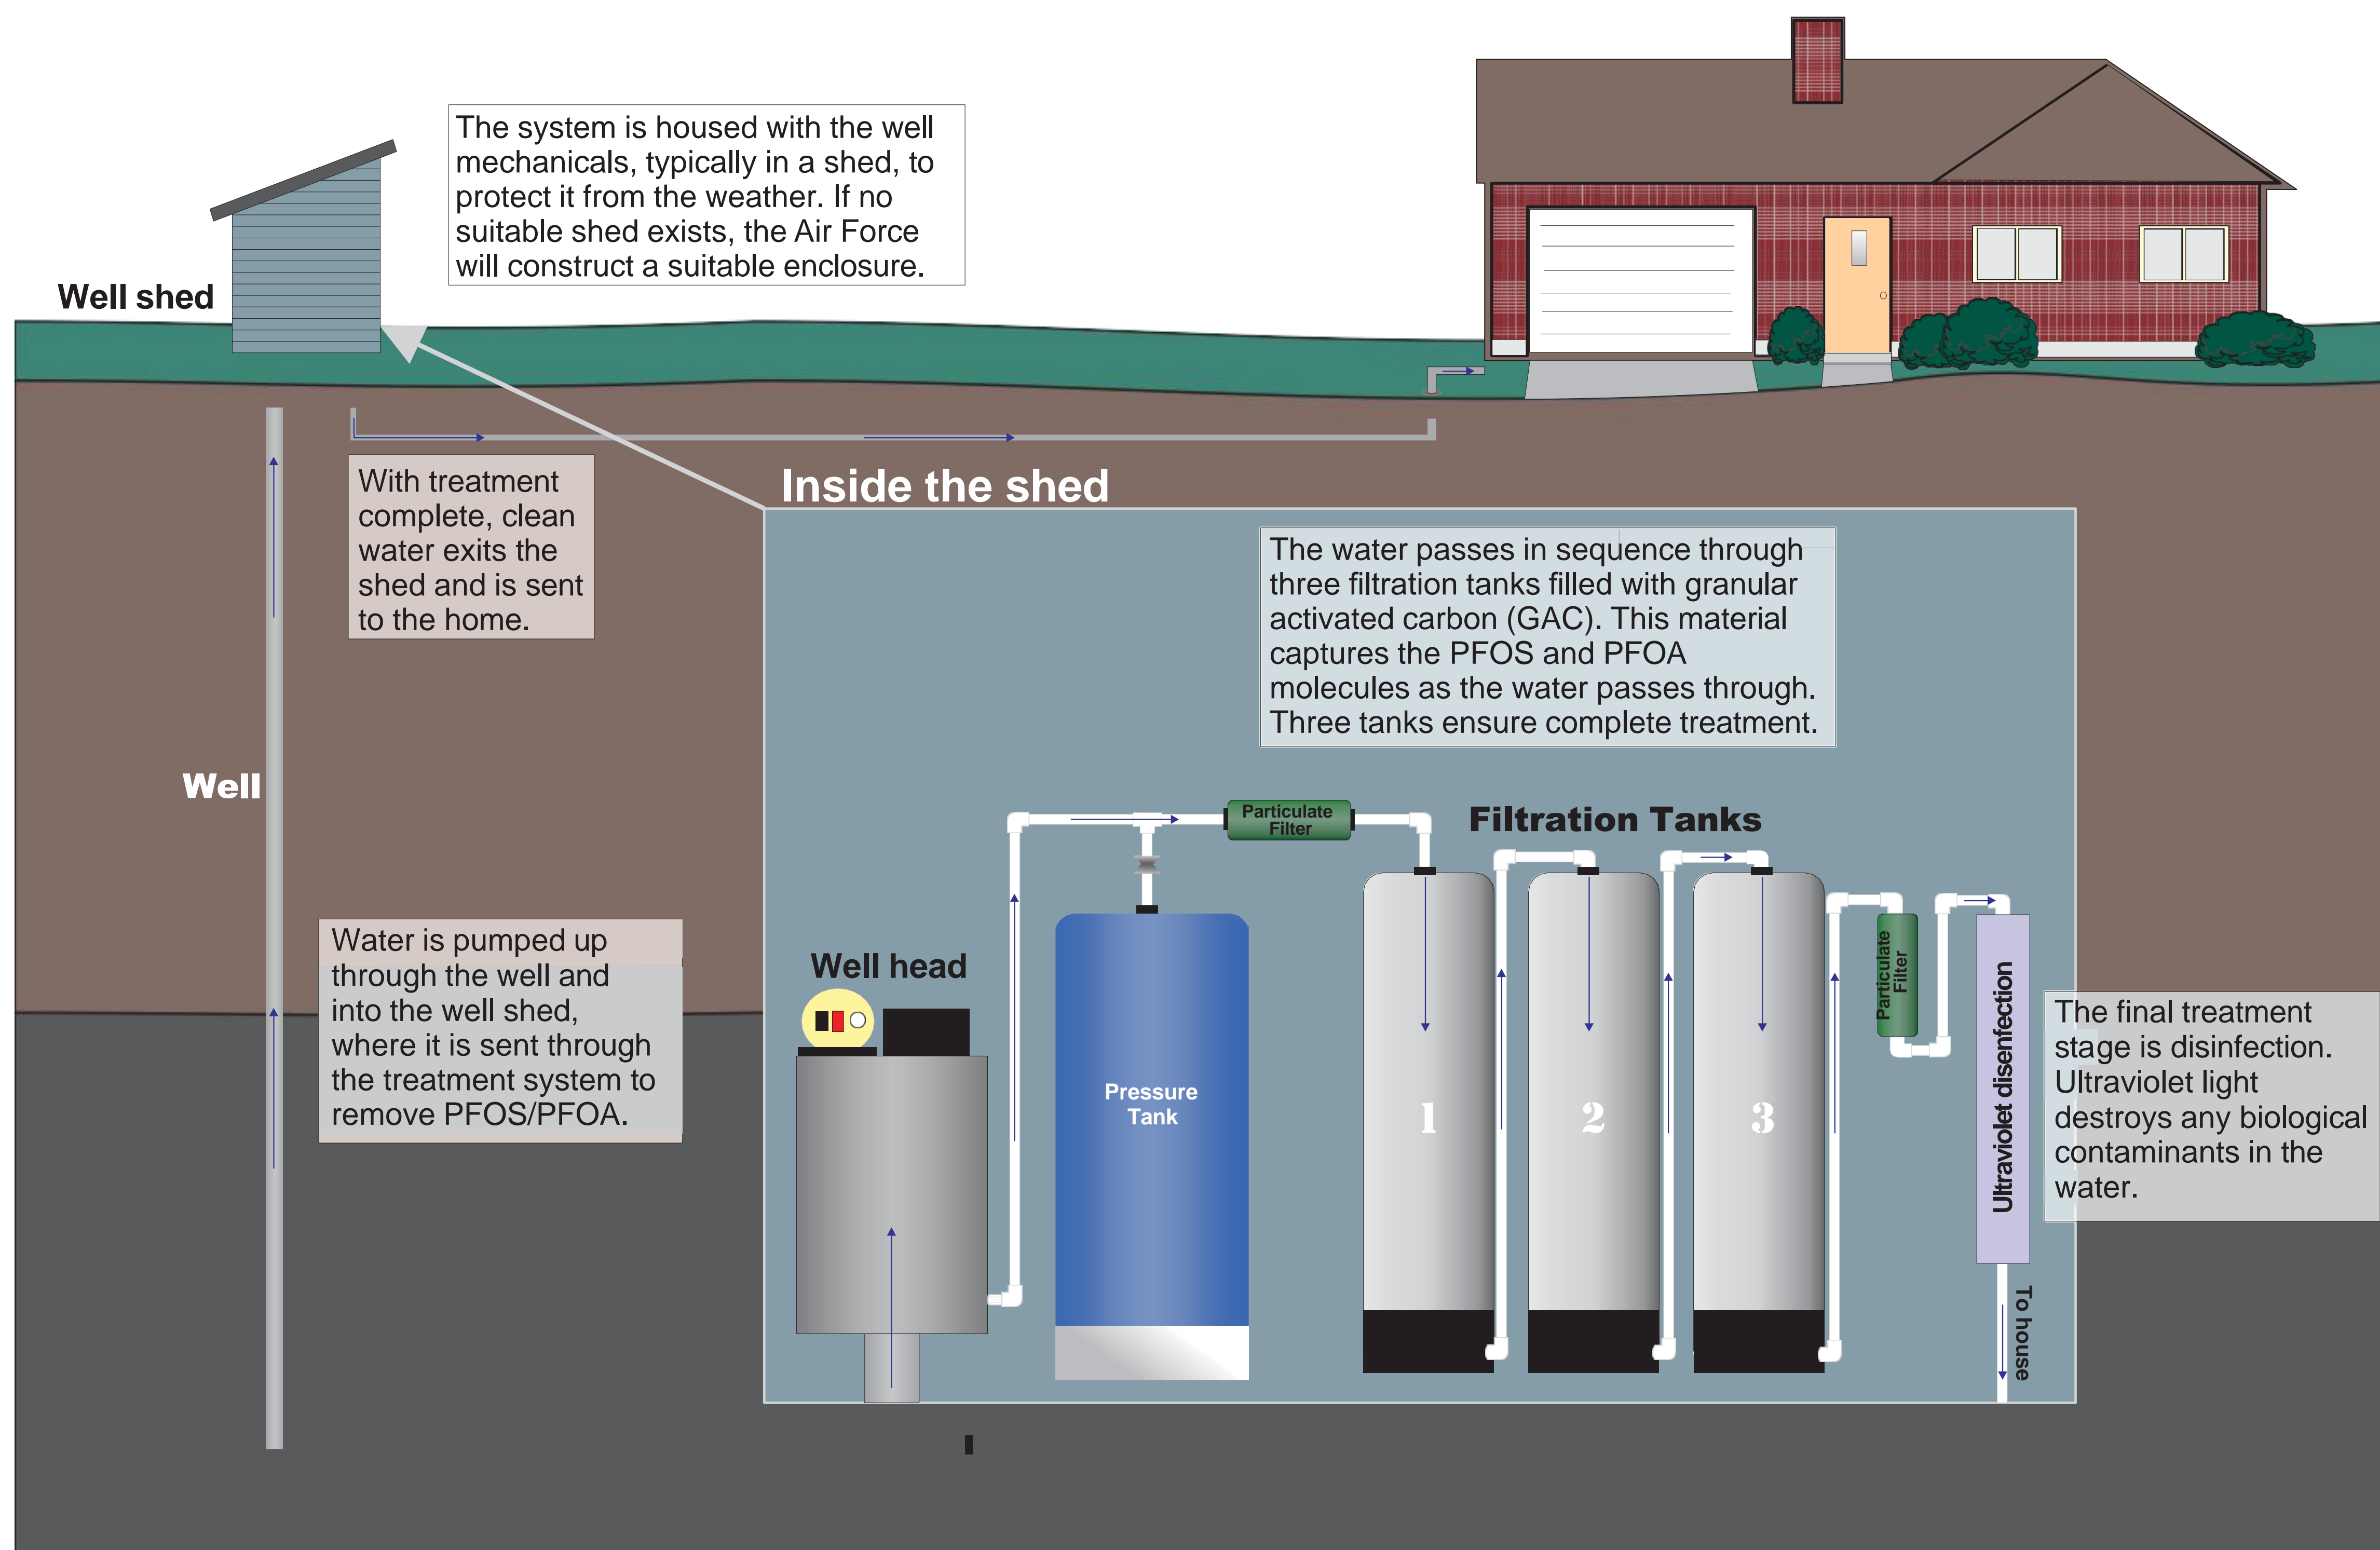 The system is housed with the well
mechanicals, typically in a shed, to
protect it from the weather. If no
suitable shed exists, the Air Force
will construct a suitable enclosure.
Well shed
With treatment
complete, clean
water exits the
shed and is sent
to the home.
Inside the shed
The water passes in sequence through
three filtration tanks filled with granular
activated carbon (GAC). This material
captures the PFOS and PFOA
molecules as the water passes through.
Three tanks ensure complete treatment.
Well
Particulate
Filter
Filtration Tanks
Water is pumped up
through the well and
into the well shed,
where it is sent through
the treatment system to
remove PFOS/PFOA.
Well head
Pressure
Tank
1
2
3
Particulate
Filter
Ultraviolet disenfection
The final treatment
stage is disinfection.
Ultraviolet light
destroys any biological
contaminants in the
water.
To house